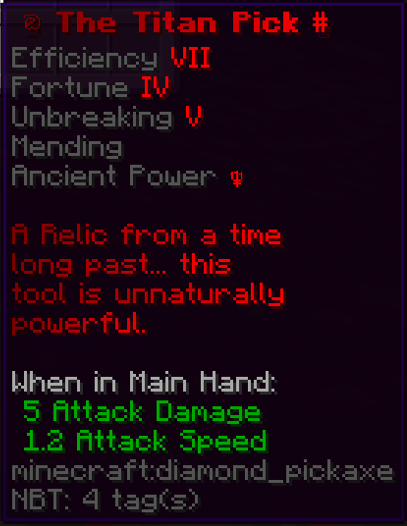 The Titan Pick #
Efficiency VII
Fortune IV
Unbreaking V
Mending
Ancient Power
A Relic from a time
long past... this
tool is unnaturally
powerful.
When in Main Hand:
5 Attack Damage
1.2 Attack Speed
minecraft:diamond_pickaxe
NBT: 4 tag(s)